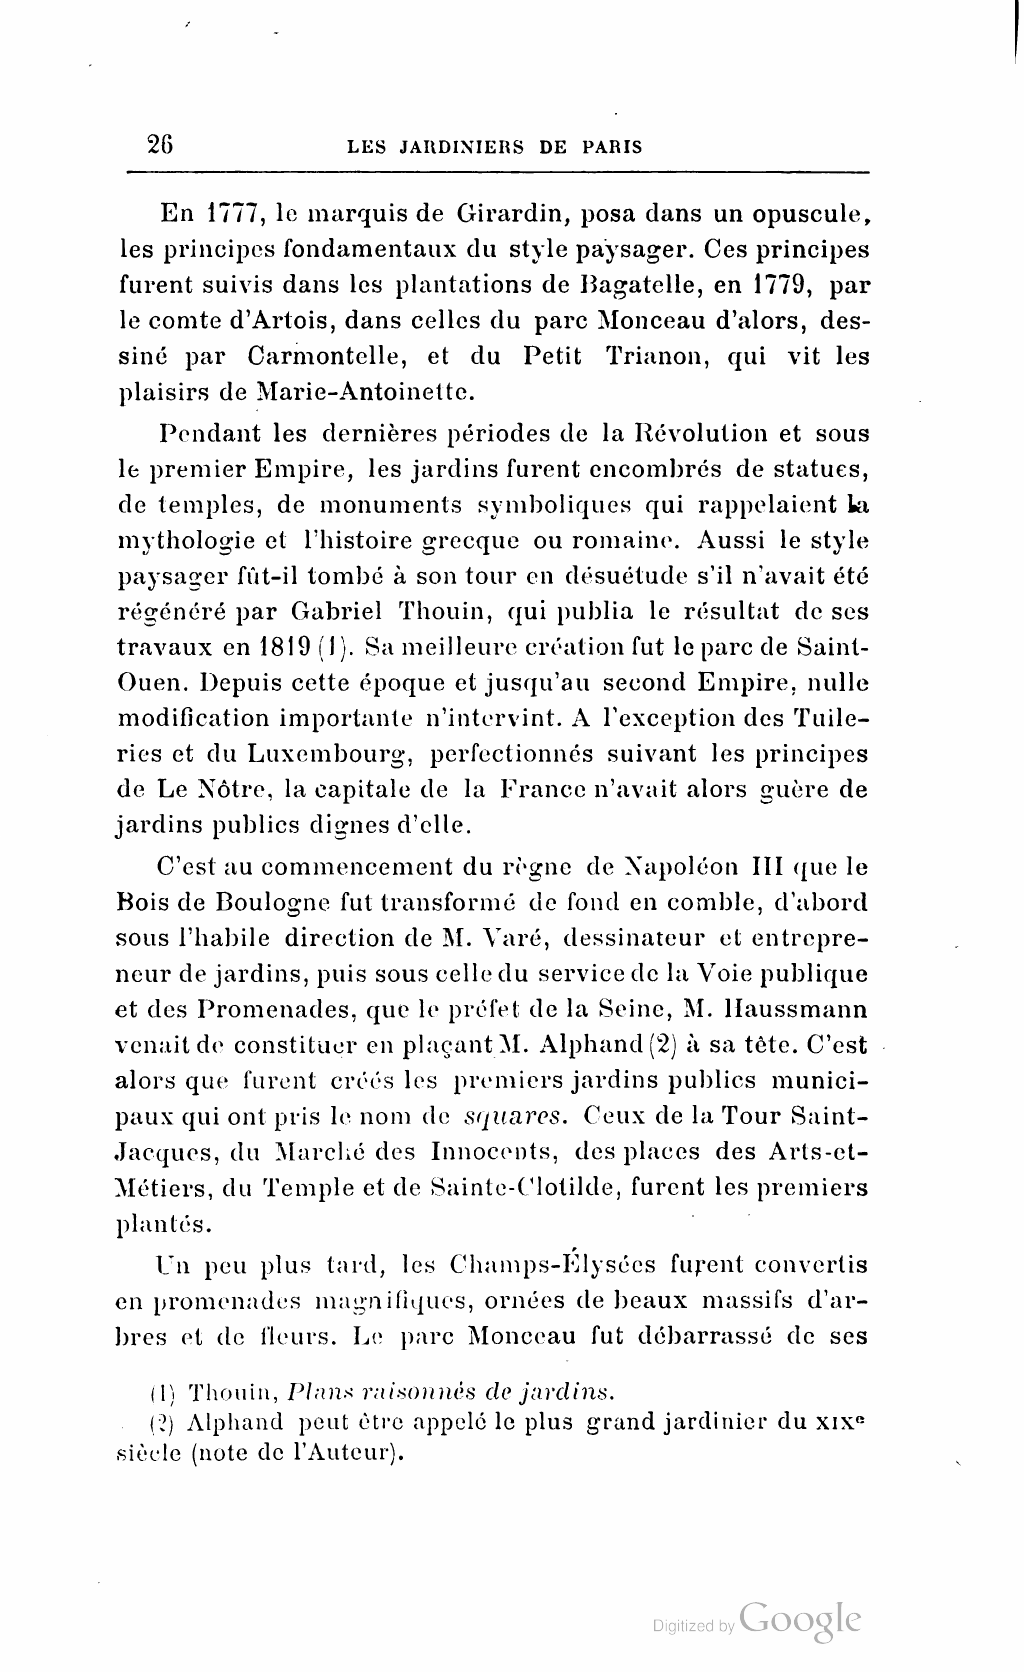 26 LES JARDINIERS DE PARIS
En 1777, le marquis de Girardin, posa dans un opuscule,
les principes fondamentaux du style paysager. Ces principes
furent suivis dans les plantations de Bagatelle, en 1779, par
le comte d'Artois, dans celles du parc Monceau d'alors, des-
siné par Carmontelle, et du Petit Trianon, qui vit les
plaisirs de Marie-Antoinette.
Pendant les dernières périodes de la Révolution et sous
le premier Empire, les jardins furent encombrés de statues,
de temples, de monuments symboliques qui rappelaient la
mythologie et l'histoire grecque ou romaine. Aussi le style
paysager fût-il tombé à son tour en désuétude s'il n'avait été
régénéré par Gabriel Thouin, qui publia le résultat de ses
travaux en 1819 (1). Sa meilleure création fut le parc de Saint-
Ouen. Depuis cette époque et jusqu'au second Empire, nulle
modification importante n'intervint. A l'exception des Tuile-
ries et du Luxembourg, perfectionnés suivant les principes
de Le Nôtre, la capitale de la France n'avait alors guère de
jardins publics dignes d'elle.
C'est au commencement du règne de Napoléon III que le
Bois de Boulogne fut transformé de fond en comble, d'abord
sous l'habile direction de M. Varé, dessinateur et entrepre-
neur de jardins, puis sous celle du service de la Voie publique
et des Promenades, que le préfet de la Seine, M. Haussmann
venait de constituer en plaçant M. Alphand (2) à sa tête. C'est
alors que furent créés les premiers jardins publics munici-
paux qui ont pris le nom de squares. Ceux de la Tour Saint-
Jacques, du Marché des Innocents, des places des Arts-et-
Métiers, du Temple et de Sainte-Clotilde, furent les premiers
plantés.
Un peu plus tard, les Champs-Élysées furent convertis
en promenades magnifiques, ornées de beaux massifs d'ar-
bres et de fleurs. Le parc Monceau fut débarrassé de ses
(1) Thouin, Plans raisonnés de jardins.
(2) Alphand peut être appelé le plus grand jardinier du XIXe
siècle (note de l'Auteur).
Digitized by Google